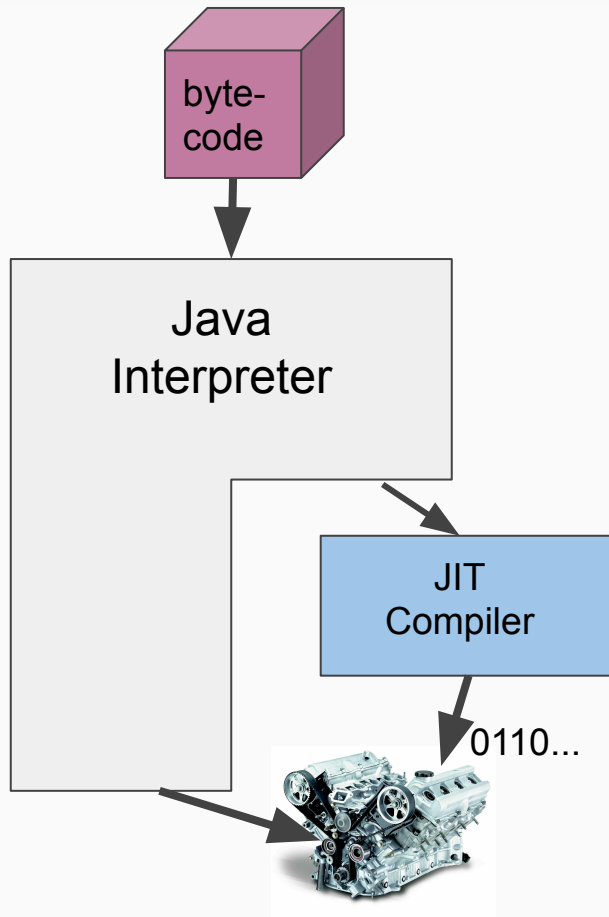 byte-
code
Java
Interpreter
JIT
Compiler
0110...